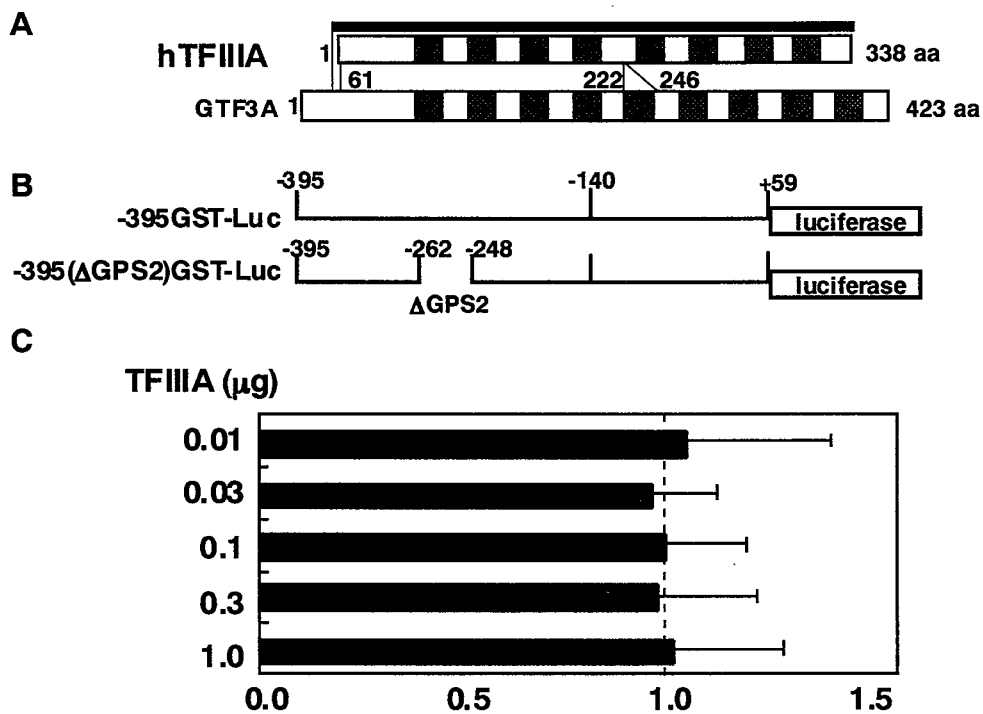 A
hTFIIIA 1 338 aa
61 222 246
GTF3A 1 423 aa
B
-395 -140 +59
-395GST-Luc luciferase
-395 -262 -248
-395(ΔGPS2)GST-Luc luciferase
ΔGPS2
C
TFIIIA (μg)
0.01
0.03
0.1
0.3
1.0
0.0 0.5 1.0 1.5